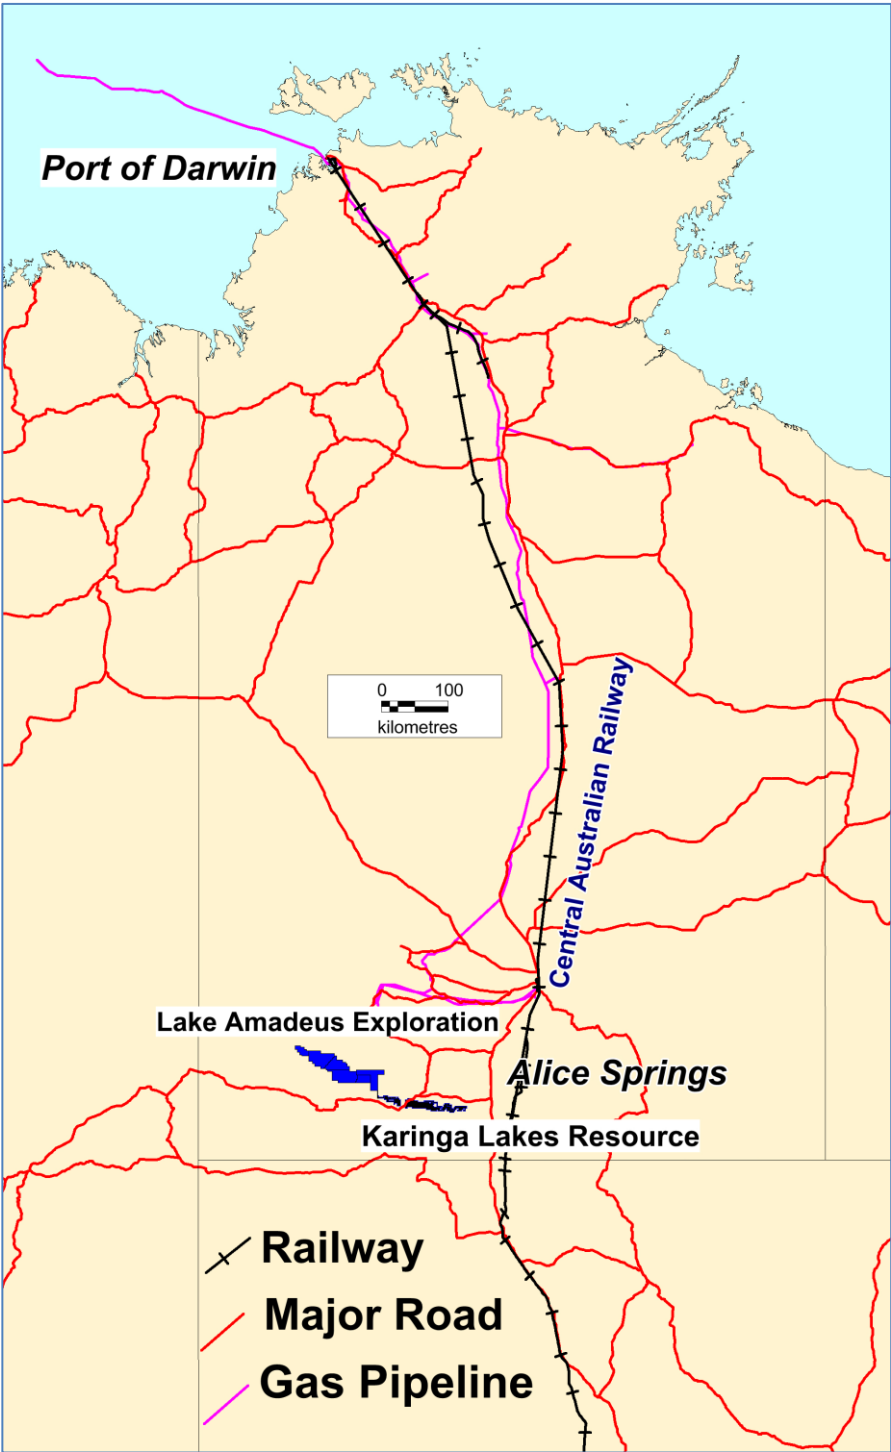 Port of Darwin
0 100
kilometres
Central Australian Railway
Lake Amadeus Exploration
Alice Springs
Karinga Lakes Resource
Railway
Major Road
Gas Pipeline